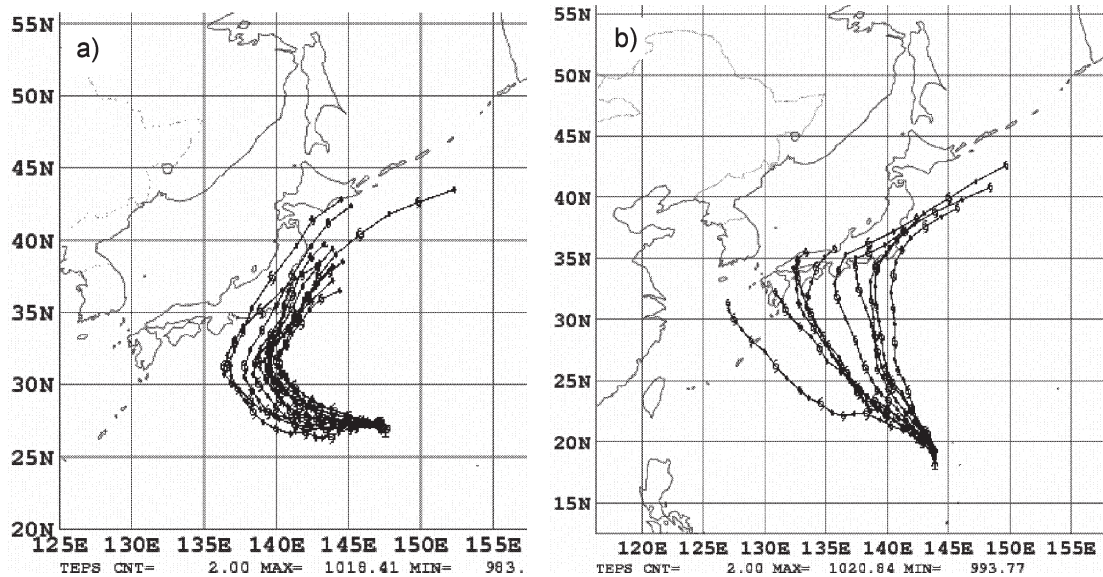 a)
55N
50N
45N
40N
35N
30N
25N
20N
125E 130E 135E 140E 145E 150E 155E
TEPS CNT= 2.00 MAX= 1018.41 MIN= 983.
b)
55N
50N
45N
40N
35N
30N
25N
20N
15N
120E 125E 130E 135E 140E 145E 150E 155E
TEPS CNT= 2.00 MAX= 1020.84 MIN= 993.77